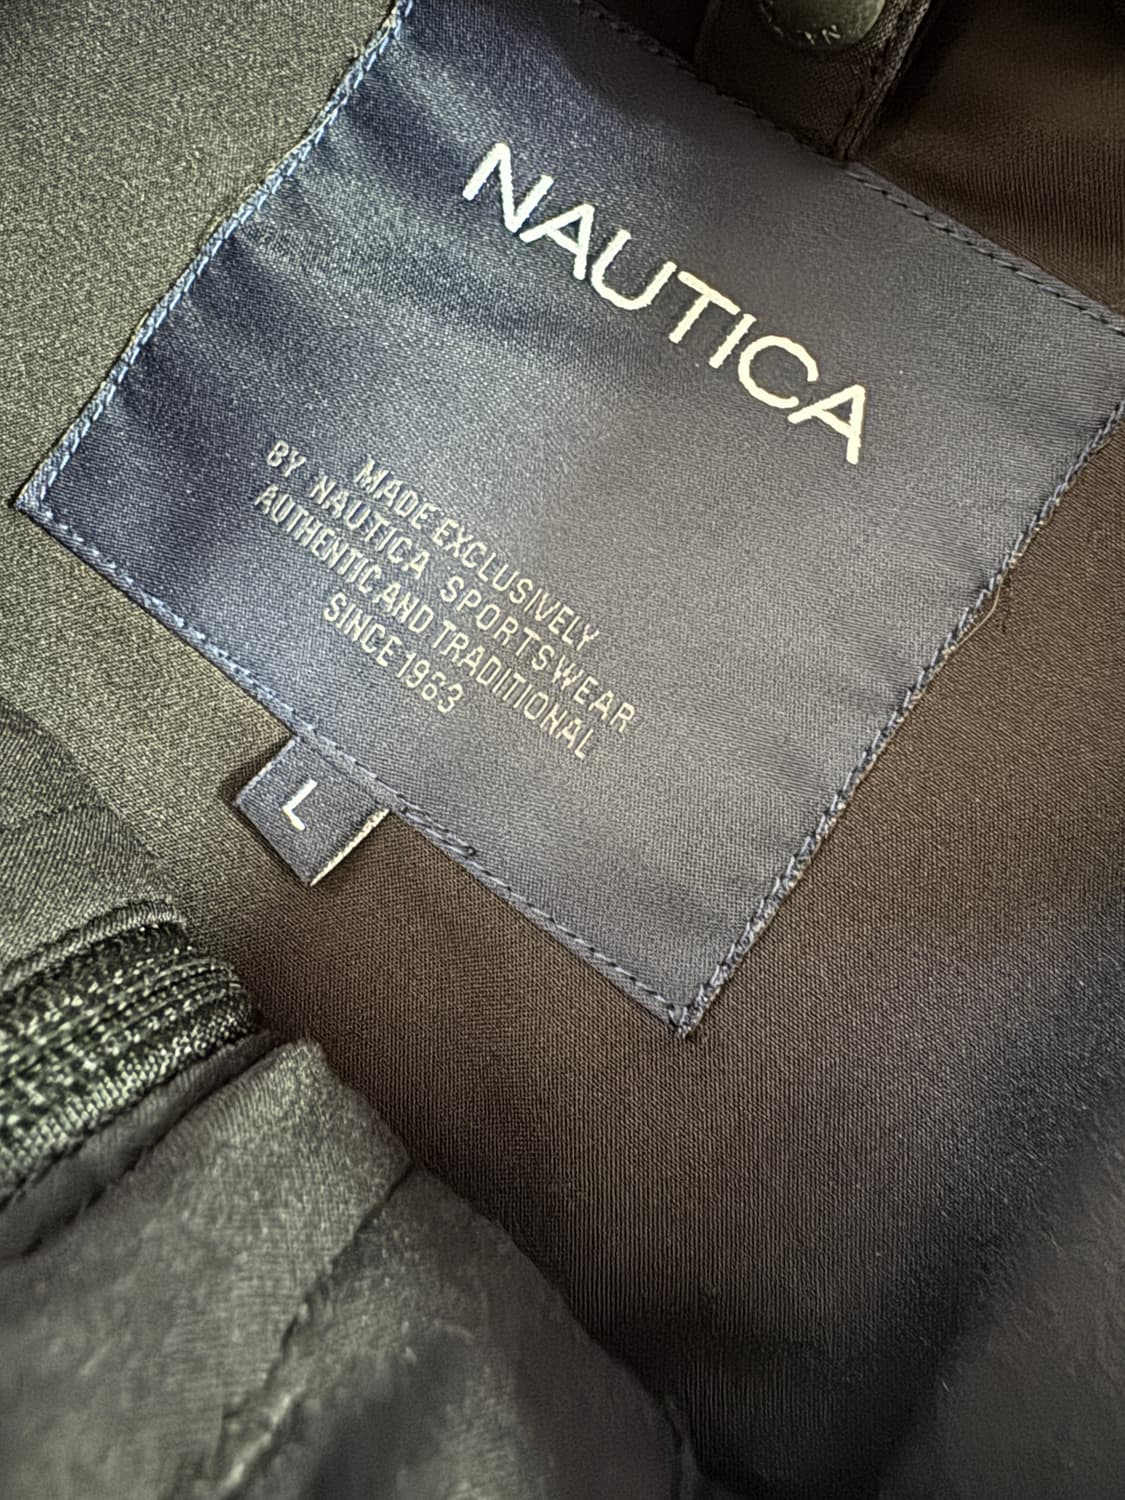 NAUTICA
MADE EXCLUSIVELY
BY NAUTICA SPORTSWEAR
AUTHENTIC AND TRADITIONAL
SINCE 1963
L